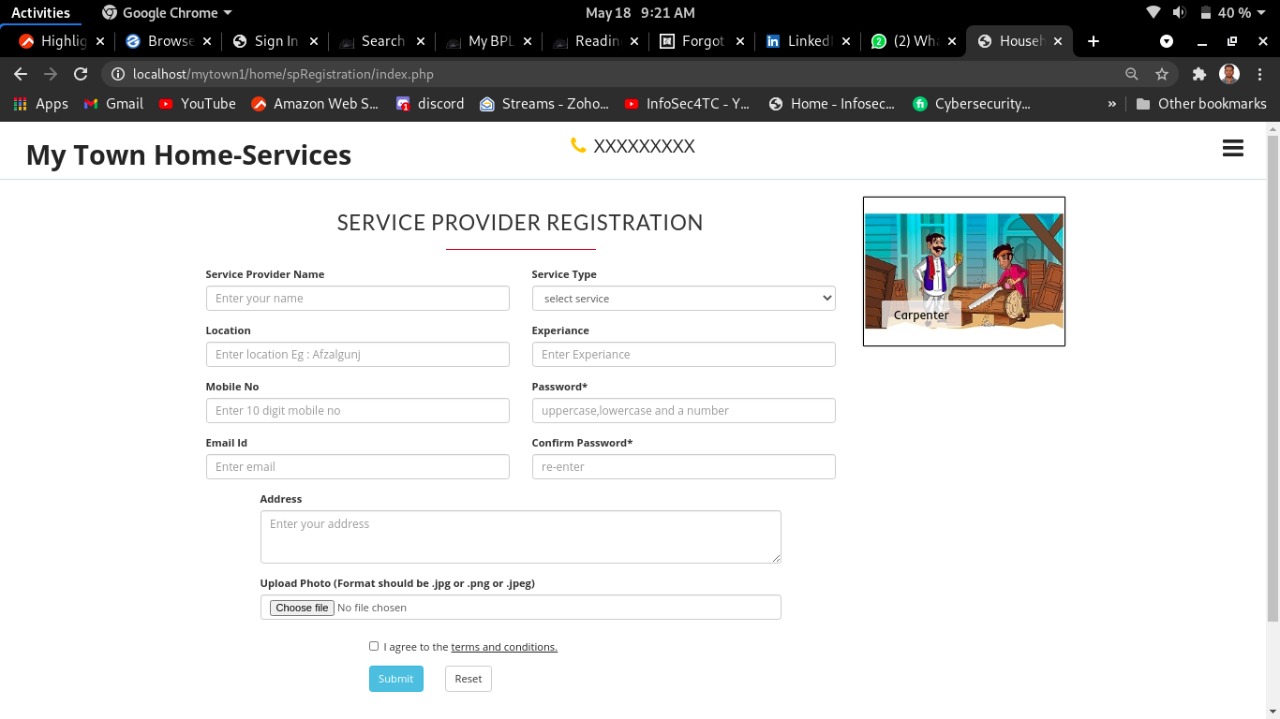 Activities Google Chrome May 18 9:21 AM 40 %
Highlig Browse Sign In Search My BPL Readin Forgot LinkedI (2) Wha Househ
localhost/mytown1/home/spRegistration/index.php
Apps Gmail YouTube Amazon Web S... discord Streams - Zoho... InfoSec4TC - Y... Home - Infosec... Cybersecurity... » Other bookmarks
My Town Home-Services
XXXXXXXXX
SERVICE PROVIDER REGISTRATION
Service Provider Name Service Type
Enter your name select service
Carpenter
Location Experiance
Enter location Eg : Afzalgunj Enter Experiance
Mobile No Password*
Enter 10 digit mobile no uppercase,lowercase and a number
Email Id Confirm Password*
Enter email re-enter
Address
Enter your address
Upload Photo (Format should be .jpg or .png or .jpeg)
Choose file No file chosen
I agree to the terms and conditions.
Submit Reset